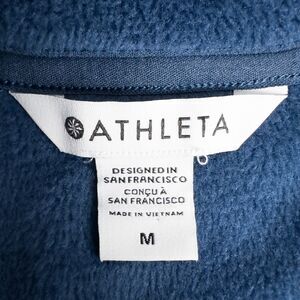 ATHLETA
DESIGNED IN
SAN FRANCISCO
CONÇU À
SAN FRANCISCO
MADE IN VIETNAM
M